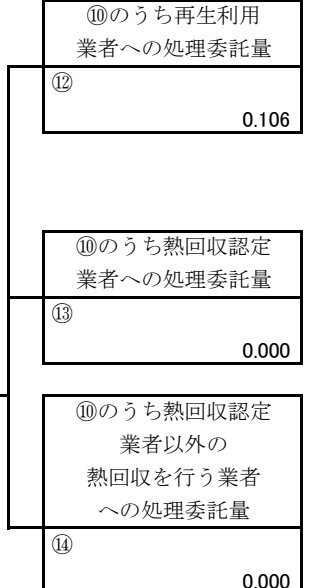 ⑩のうち再生利用
業者への処理委託量
⑫
0.106
⑩のうち熱回収認定
業者への処理委託量
⑬
0.000
⑩のうち熱回収認定
業者以外の
熱回収を行う業者
への処理委託量
⑭
0.000